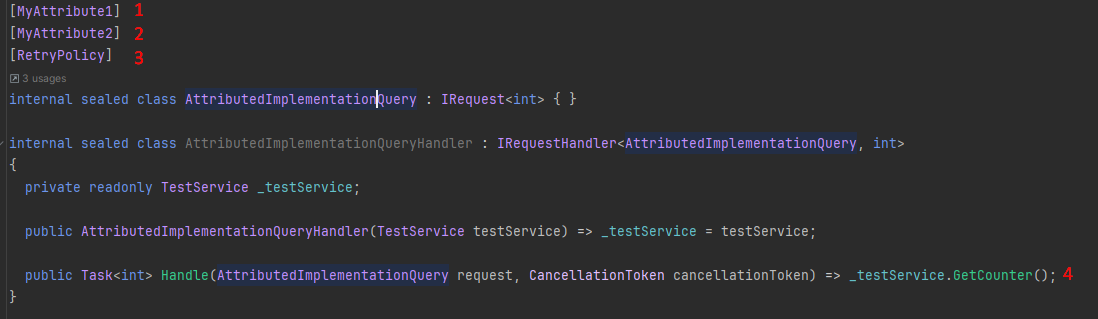 [MyAttribute1] 1
[MyAttribute2] 2
[RetryPolicy] 3
3 usages
internal sealed class AttributedImplementationQuery : IRequest<int> { }
internal sealed class AttributedImplementationQueryHandler : IRequestHandler<AttributedImplementationQuery, int>
{
private readonly TestService _testService;
public AttributedImplementationQueryHandler(TestService testService) => _testService = testService;
public Task<int> Handle(AttributedImplementationQuery request, CancellationToken cancellationToken) => _testService.GetCounter(); 4
}